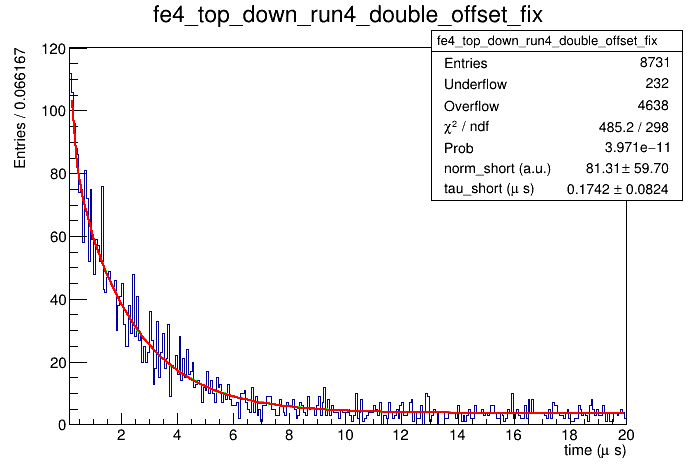 fe4_top_down_run4_double_offset_fix
fe4_top_down_run4_double_offset_fix
Entries 8731
Underflow 232
Overflow 4638
χ² / ndf 485.2 / 298
Prob 3.971e−11
norm_short (a.u.) 81.31 ± 59.70
tau_short (μ s) 0.1742 ± 0.0824
Entries / 0.066167
120
100
80
60
40
20
0
2 4 6 8 10 12 14 16 18 20
time (μ s)